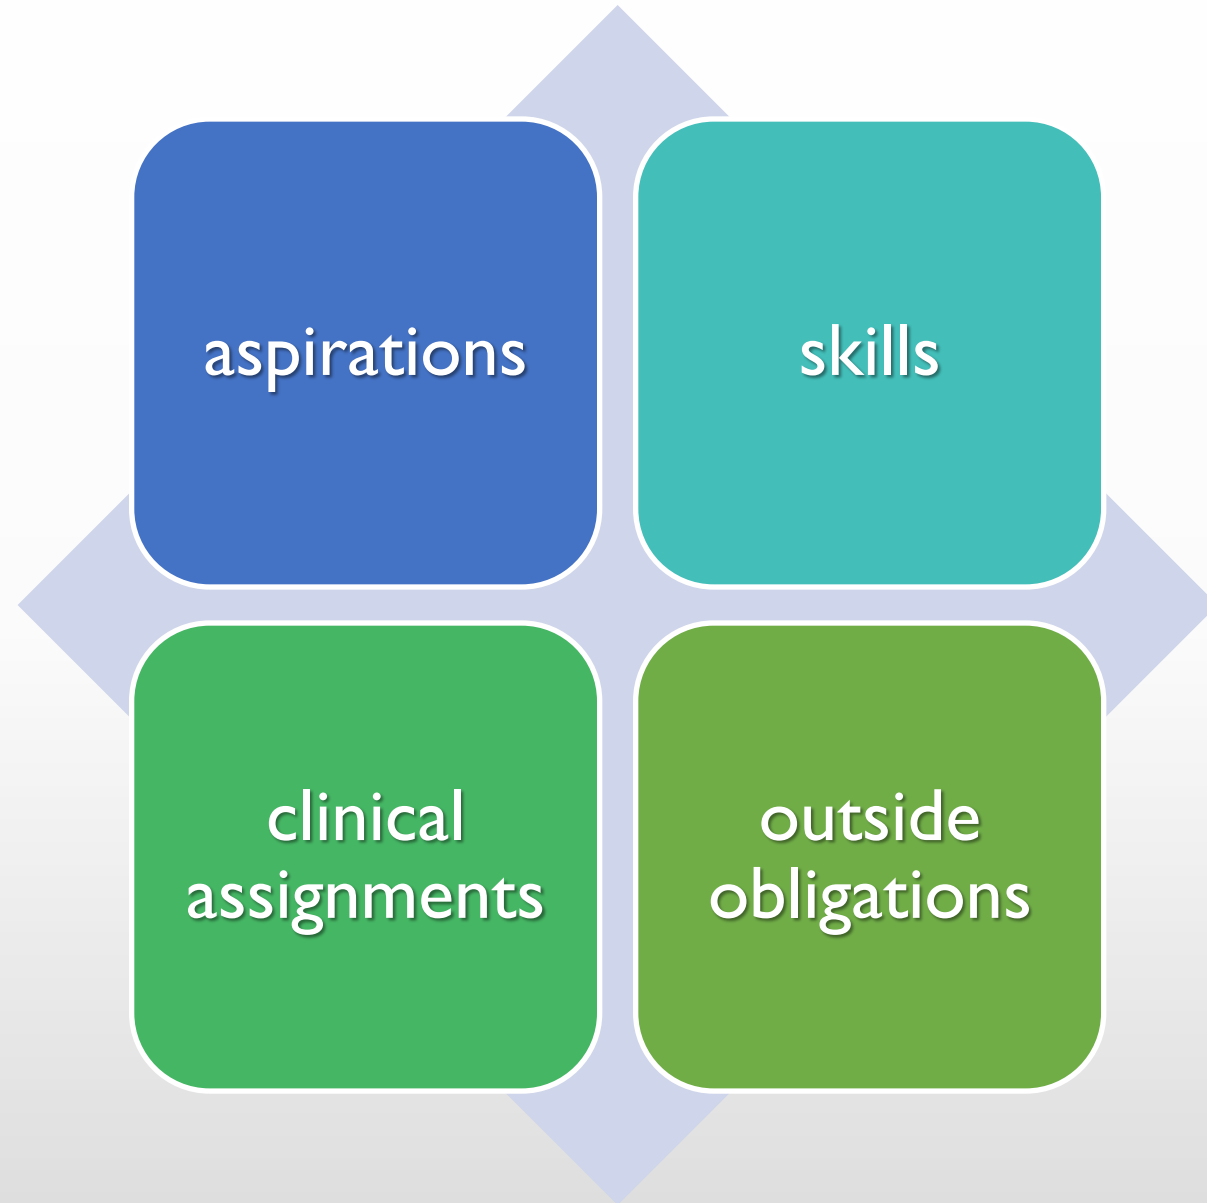 aspirations
skills
clinical
assignments
outside
obligations